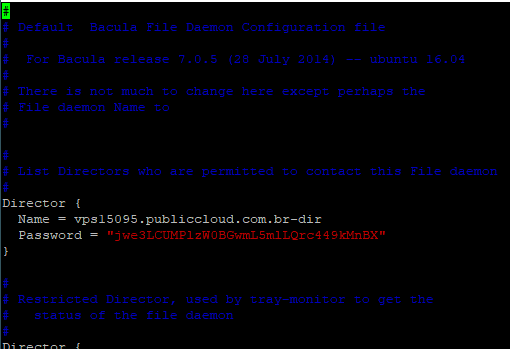 #
# Default  Bacula File Daemon Configuration file
#
#  For Bacula release 7.0.5 (28 July 2014) -- ubuntu 16.04
#
# There is not much to change here except perhaps the
# File daemon Name to
#
#
# List Directors who are permitted to contact this File daemon
#
Director {
  Name = vps15095.publiccloud.com.br-dir
  Password = "jwe3LCUMPlzW0BGwmL5mlLQrc449kMnBX"
}
#
# Restricted Director, used by tray-monitor to get the
#   status of the file daemon
#
Director {